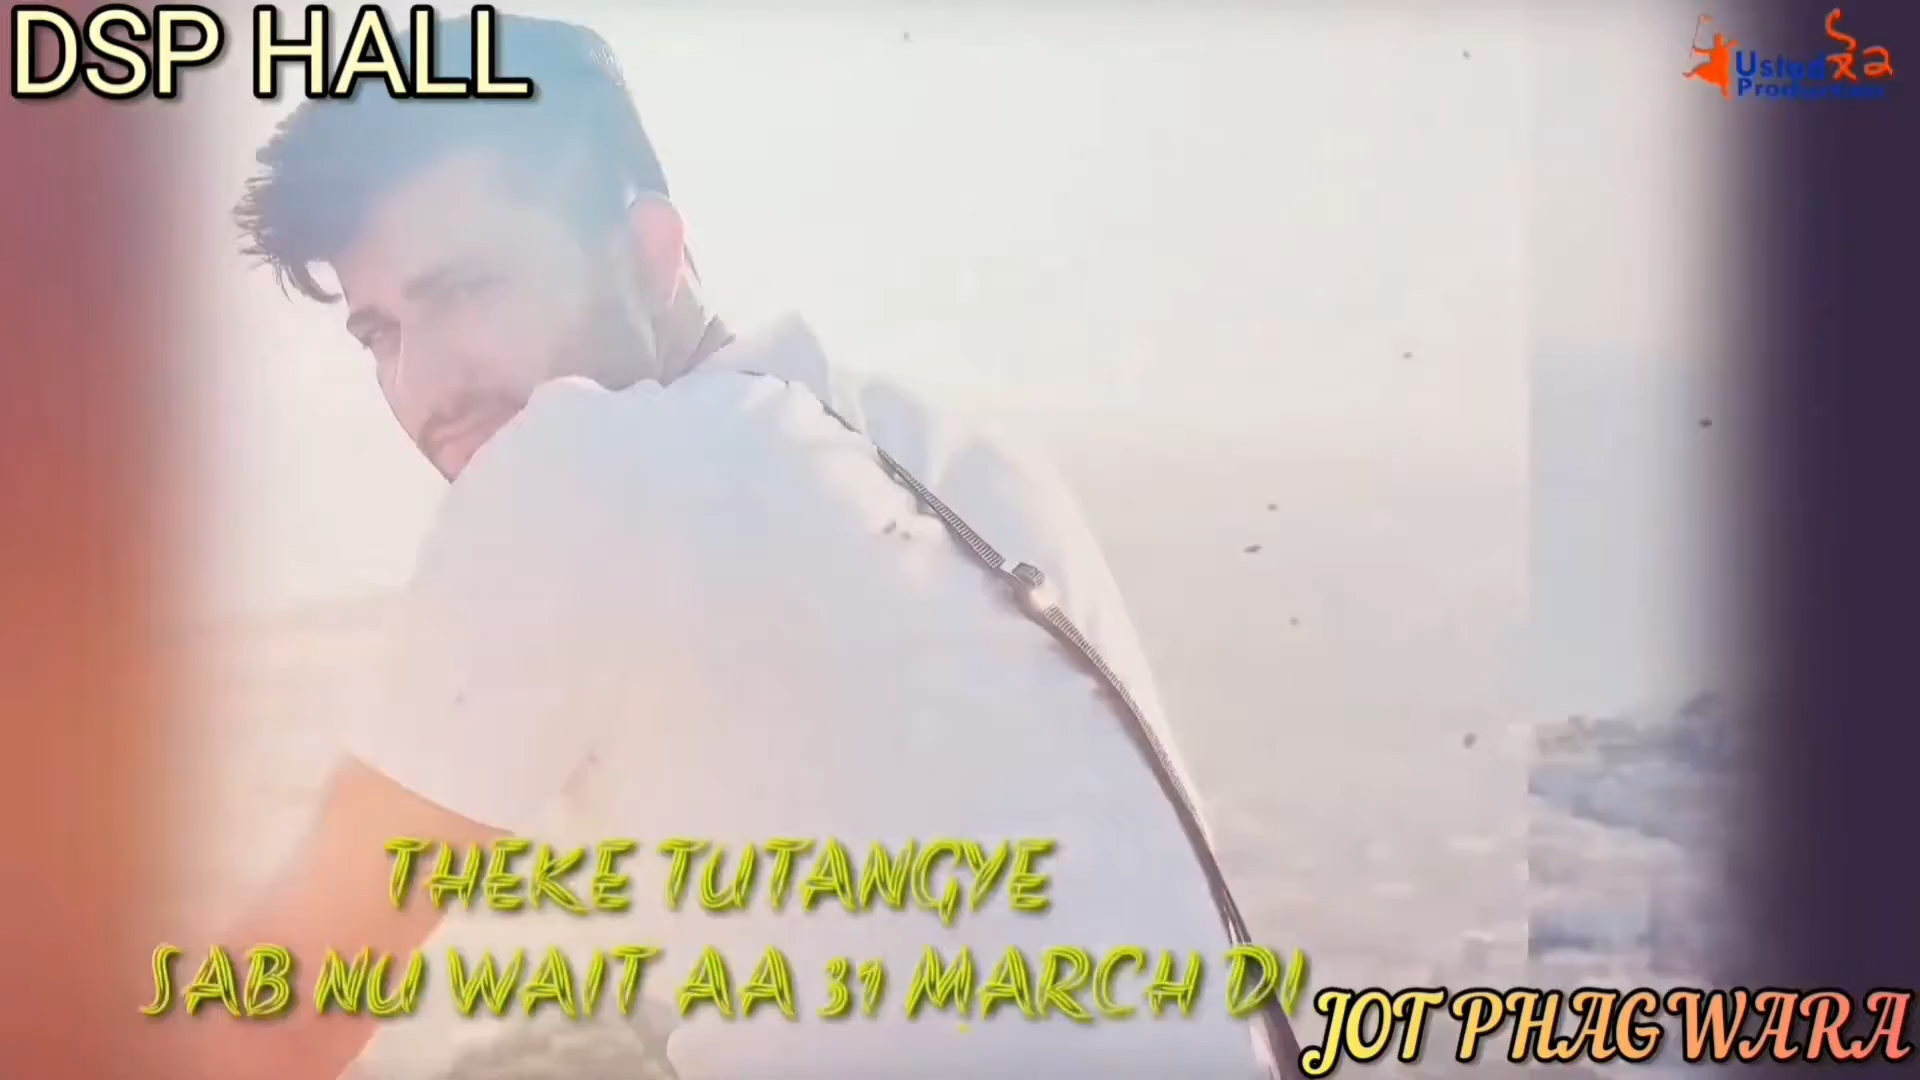 DSP HALL
THEKE TUTANGYE
SAB NU WAIT AA 31 MARCH DI
JOT PHAGWARA